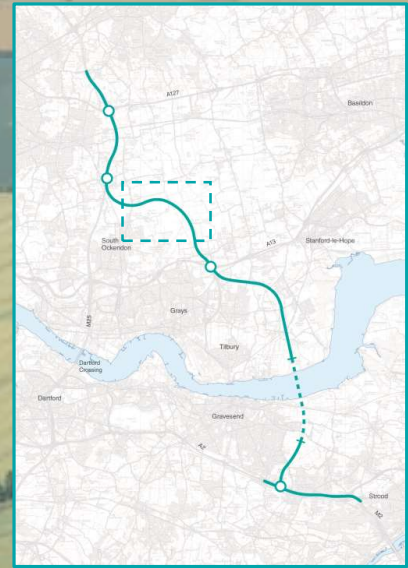 A127
Basildon
South
Ockendon
A13
Stanford-le-Hope
Grays
M25
Tilbury
Dartford
Crossing
Dartford
Gravesend
A2
Strood
M2